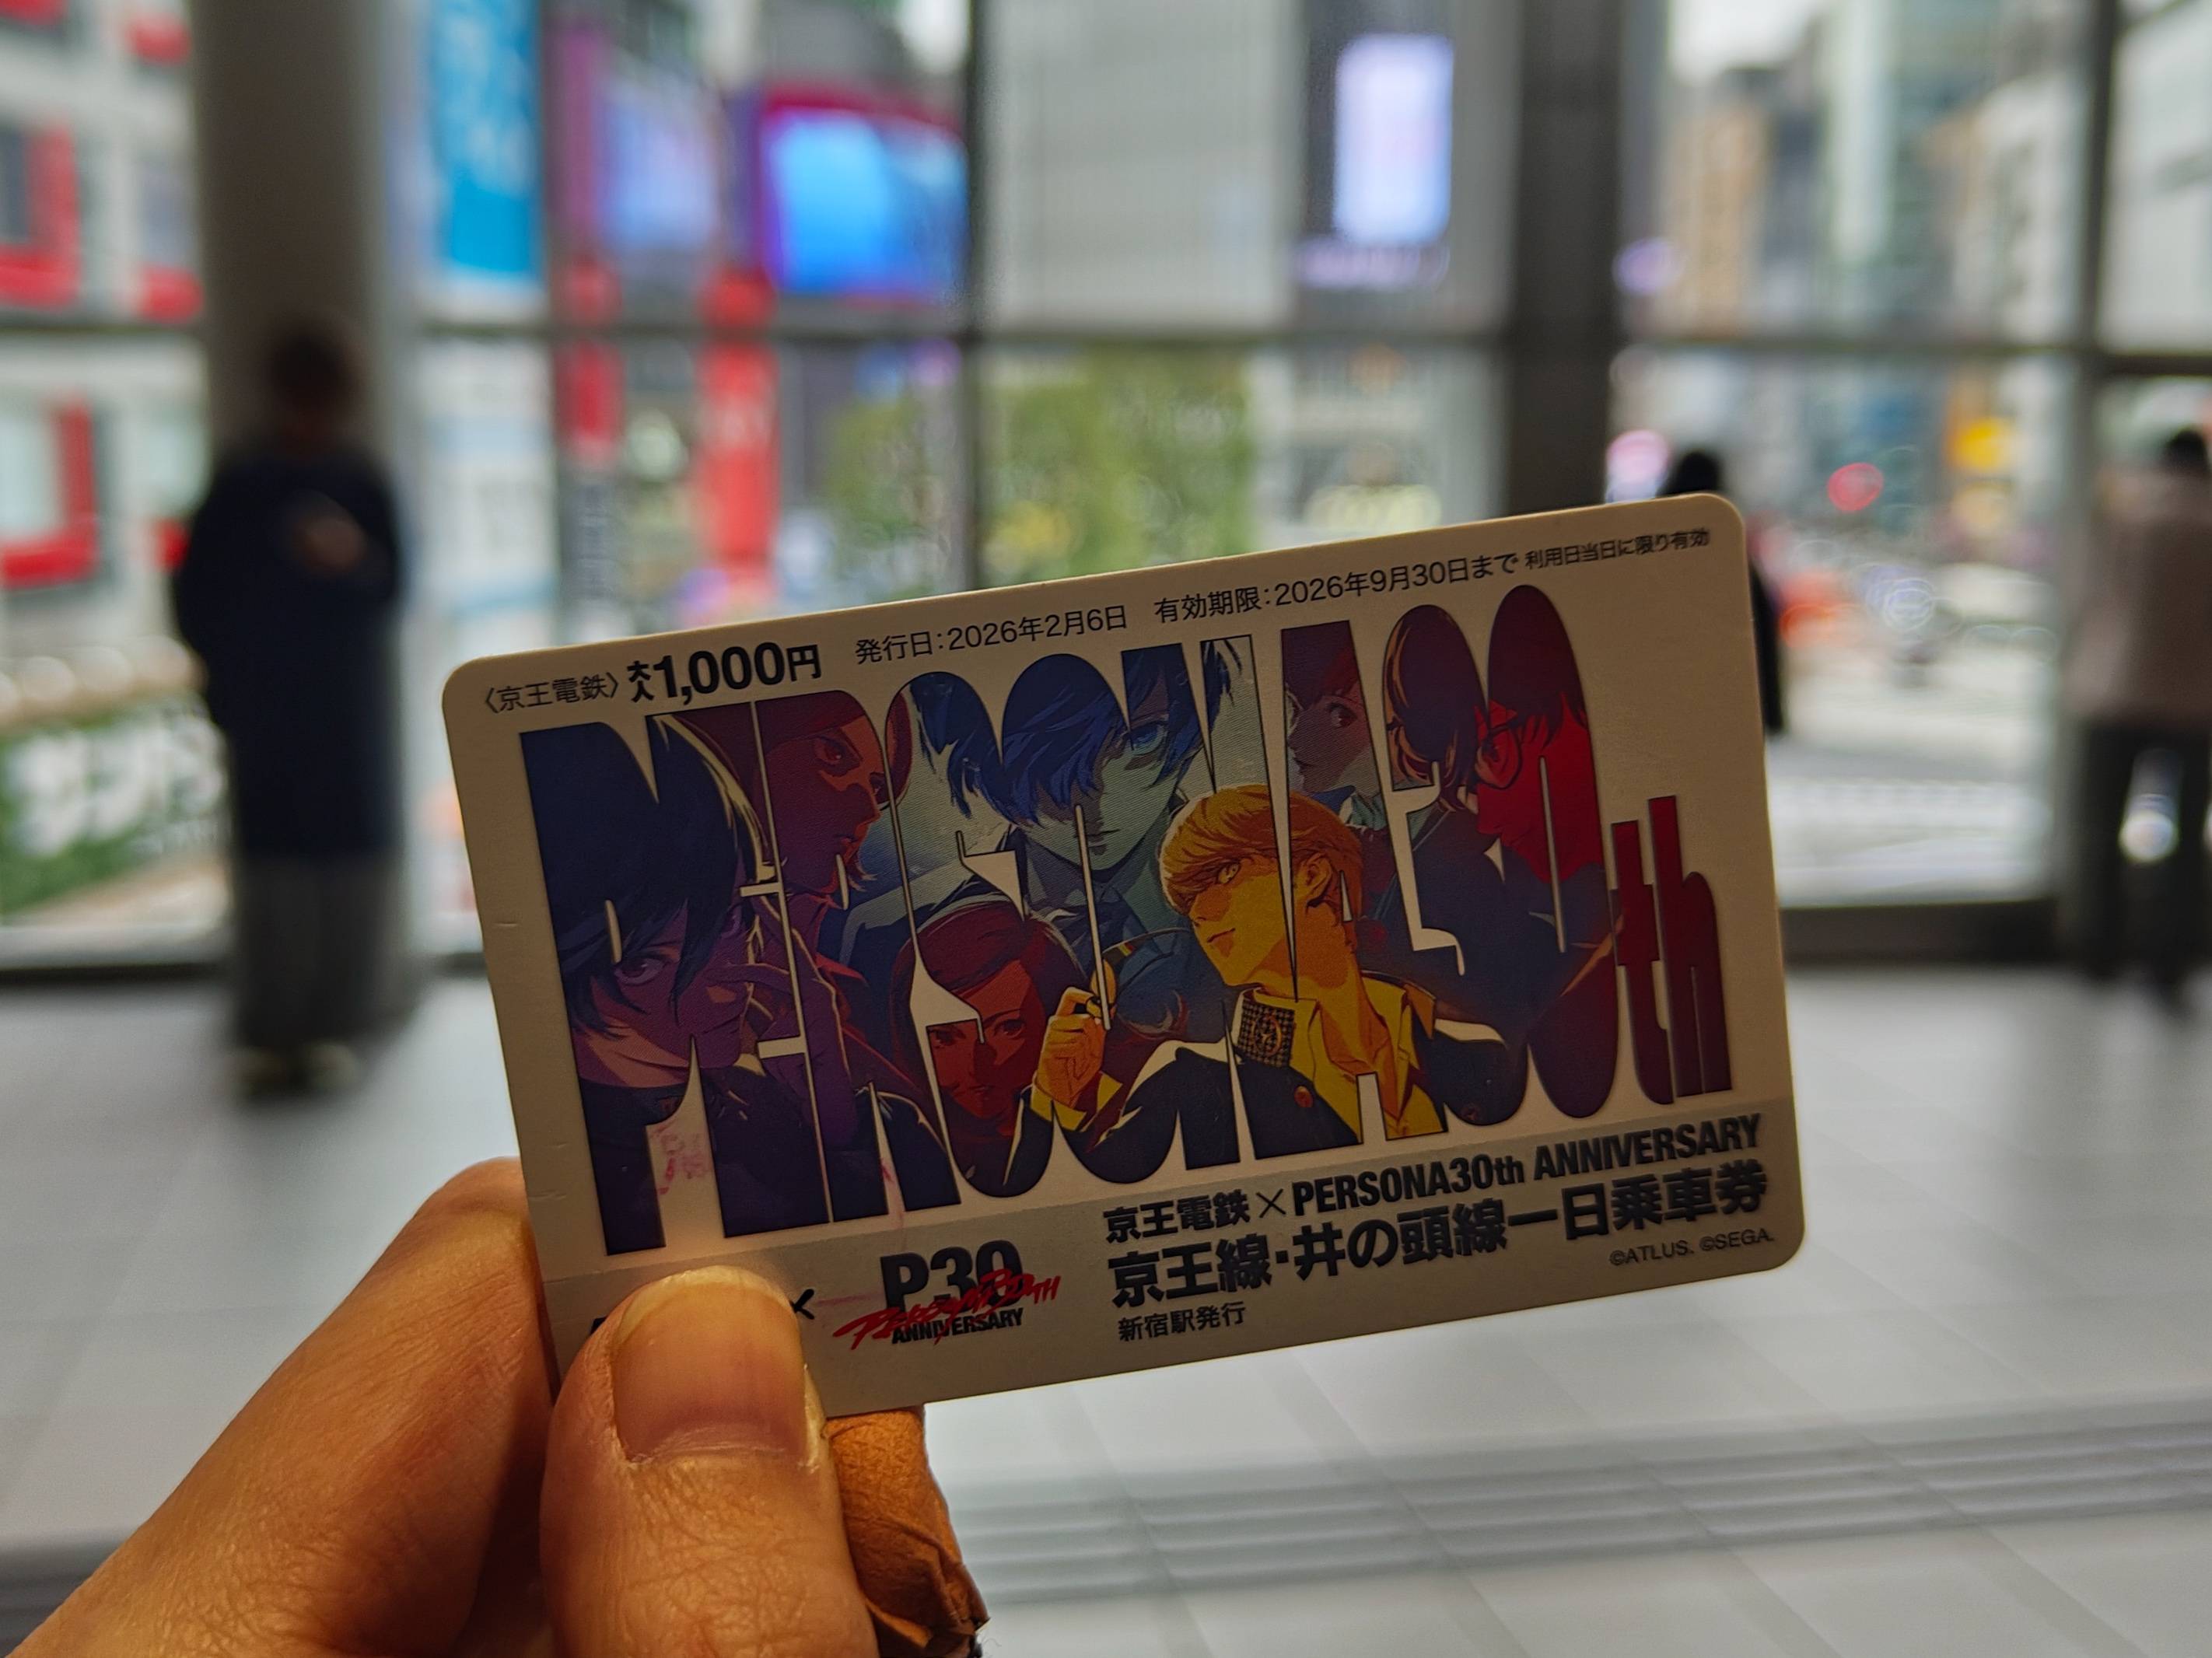 〈京王電鉄〉大人1,000円 発行日:2026年2月6日 有効期限:2026年9月30日まで 利用日当日に限り有効
PERSONA30th
京王電鉄×PERSONA30th ANNIVERSARY
京王線・井の頭線一日乗車券
©ATLUS. ©SEGA.
新宿駅発行
×
P30
PERSONA30TH
ANNIVERSARY